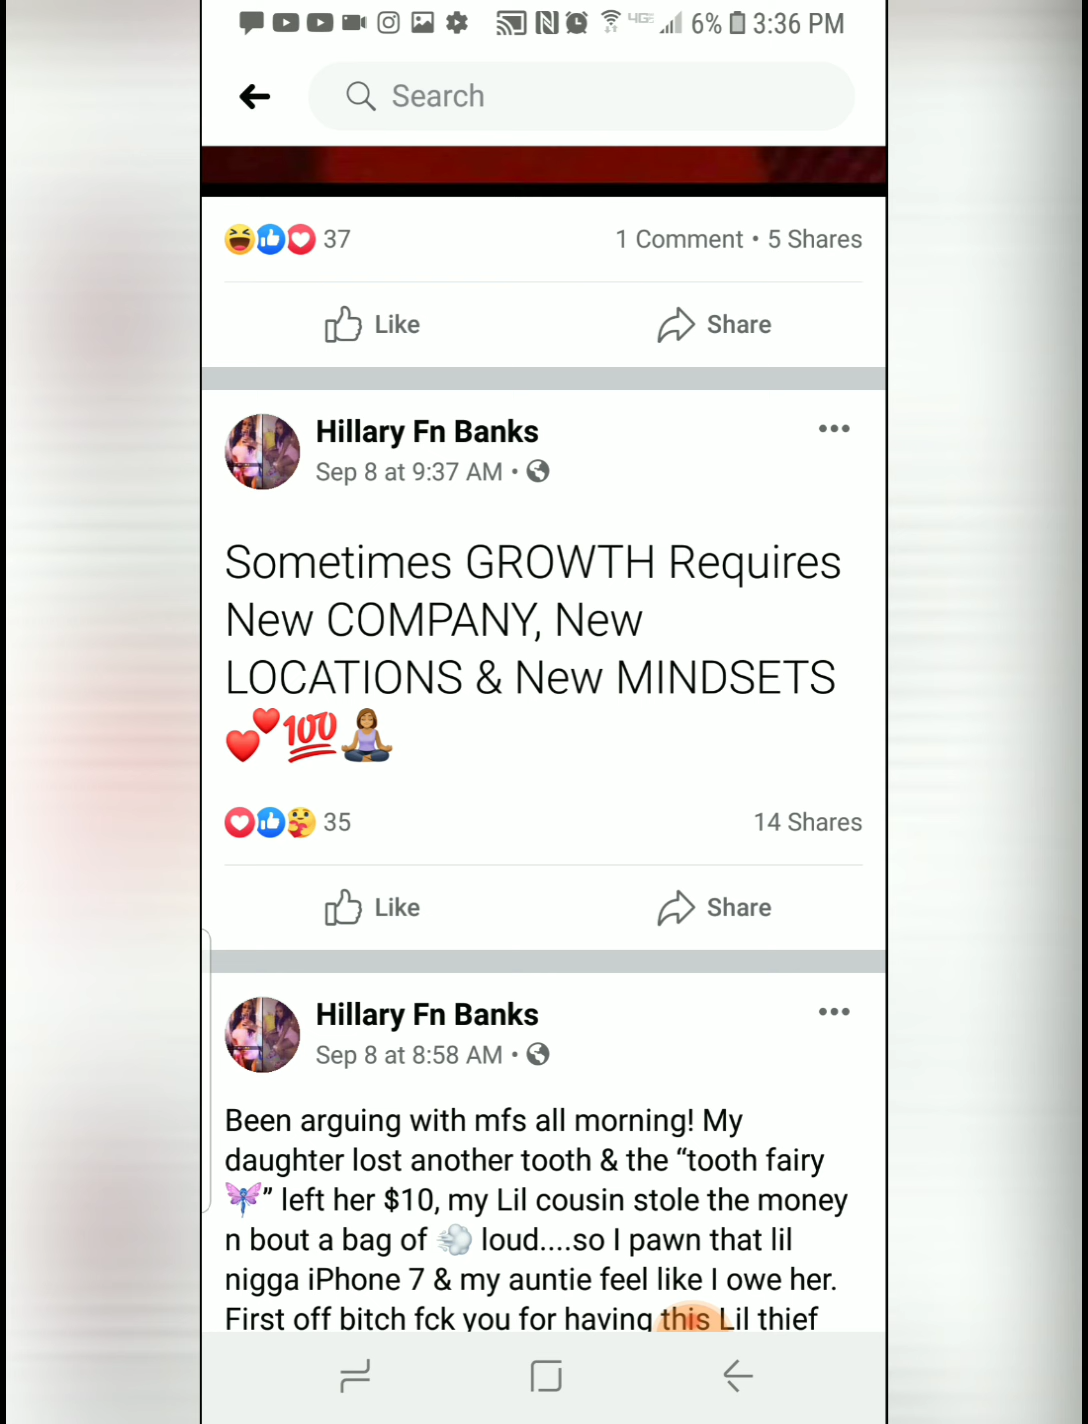 4GE 6% 3:36 PM
Search
37 1 Comment • 5 Shares
Like Share
Hillary Fn Banks
Sep 8 at 9:37 AM •
Sometimes GROWTH Requires
New COMPANY, New
LOCATIONS & New MINDSETS
💕💯🧘🏽‍♀️
35 14 Shares
Like Share
Hillary Fn Banks
Sep 8 at 8:58 AM •
Been arguing with mfs all morning! My
daughter lost another tooth & the “tooth fairy
🧚” left her $10, my Lil cousin stole the money
n bout a bag of 💨 loud....so I pawn that lil
nigga iPhone 7 & my auntie feel like I owe her.
First off bitch fck you for having this Lil thief